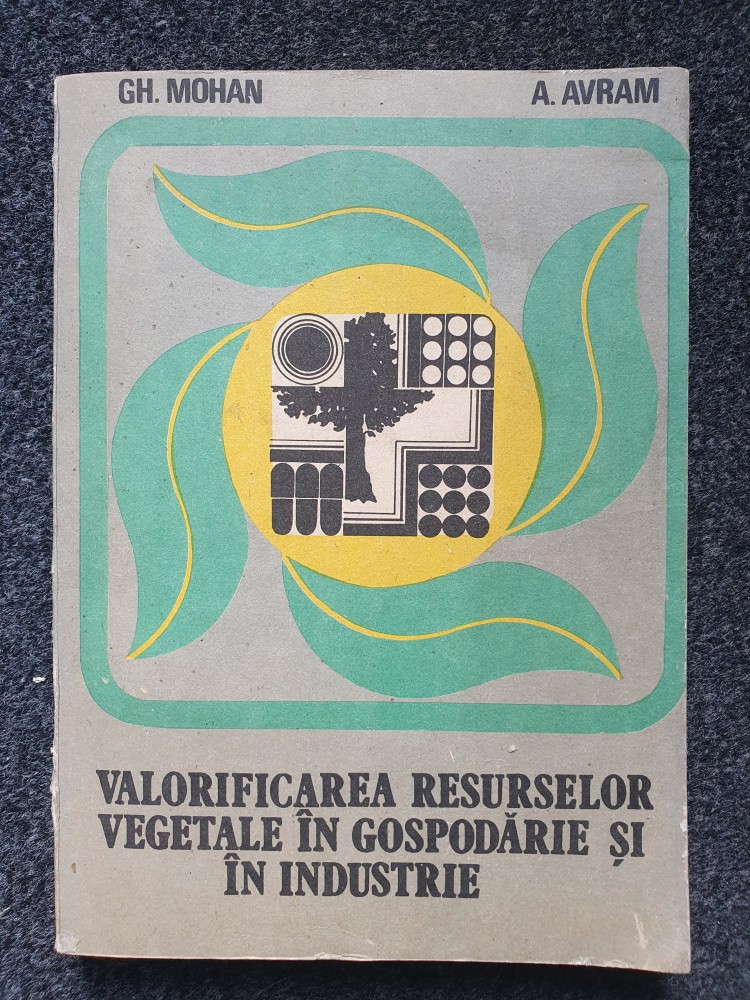 GH. MOHAN
A. AVRAM
VALORIFICAREA RESURSELOR
VEGETALE ÎN GOSPODĂRIE ȘI
ÎN INDUSTRIE